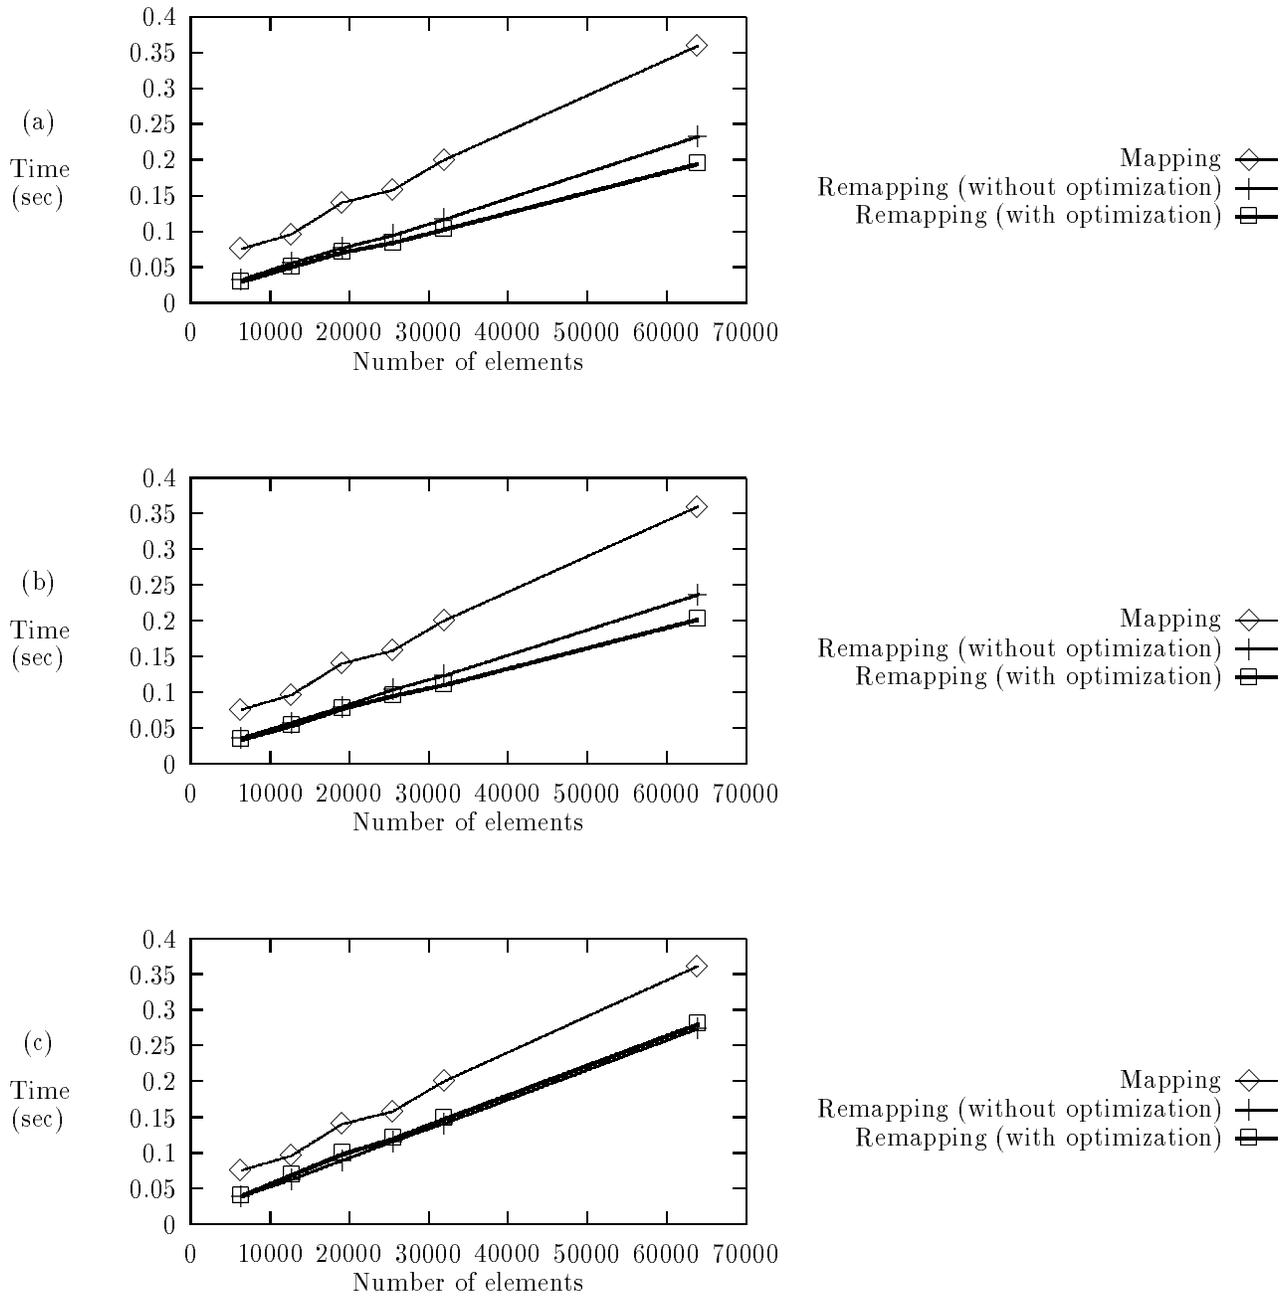 0.4
0.35
0.3
0.25
0.2
0.15
0.1
0.05
0
(a)
Time
(sec)
0 10000 20000 30000 40000 50000 60000 70000
Number of elements
Mapping
Remapping (without optimization)
Remapping (with optimization)
0.4
0.35
0.3
0.25
0.2
0.15
0.1
0.05
0
(b)
Time
(sec)
0 10000 20000 30000 40000 50000 60000 70000
Number of elements
Mapping
Remapping (without optimization)
Remapping (with optimization)
0.4
0.35
0.3
0.25
0.2
0.15
0.1
0.05
0
(c)
Time
(sec)
0 10000 20000 30000 40000 50000 60000 70000
Number of elements
Mapping
Remapping (without optimization)
Remapping (with optimization)